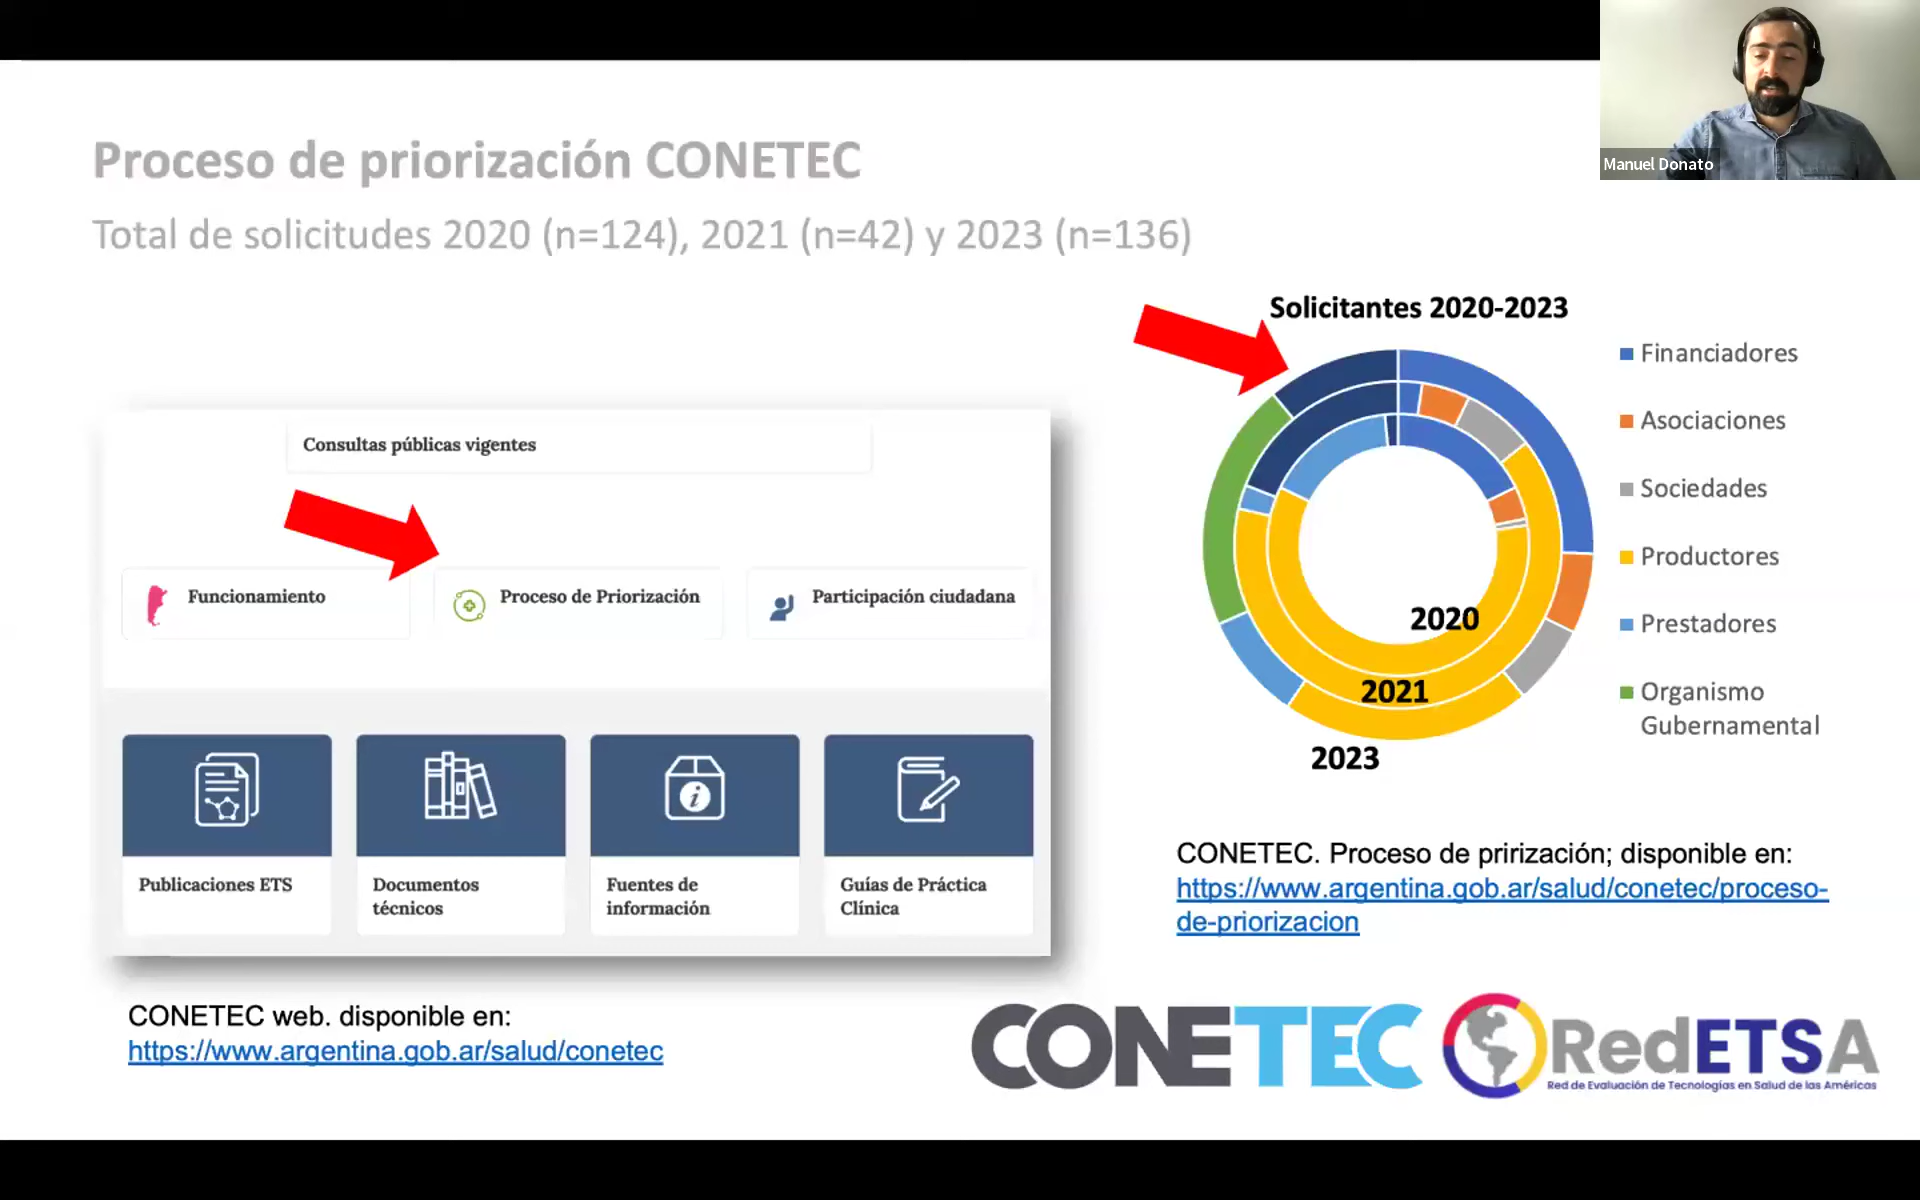 Manuel Donato
Proceso de priorización CONETEC
Total de solicitudes 2020 (n=124), 2021 (n=42) y 2023 (n=136)
Consultas públicas vigentes
Funcionamiento
Proceso de Priorización
Participación ciudadana
Publicaciones ETS
Documentos
técnicos
Fuentes de
información
Guías de Práctica
Clínica
CONETEC web. disponible en:
https://www.argentina.gob.ar/salud/conetec
Solicitantes 2020-2023
2020
2021
2023
Financiadores
Asociaciones
Sociedades
Productores
Prestadores
Organismo
Gubernamental
CONETEC. Proceso de prirización; disponible en:
https://www.argentina.gob.ar/salud/conetec/proceso-
de-priorizacion
CONETEC
RedETSA
Red de Evaluación de Tecnologías en Salud de las Américas